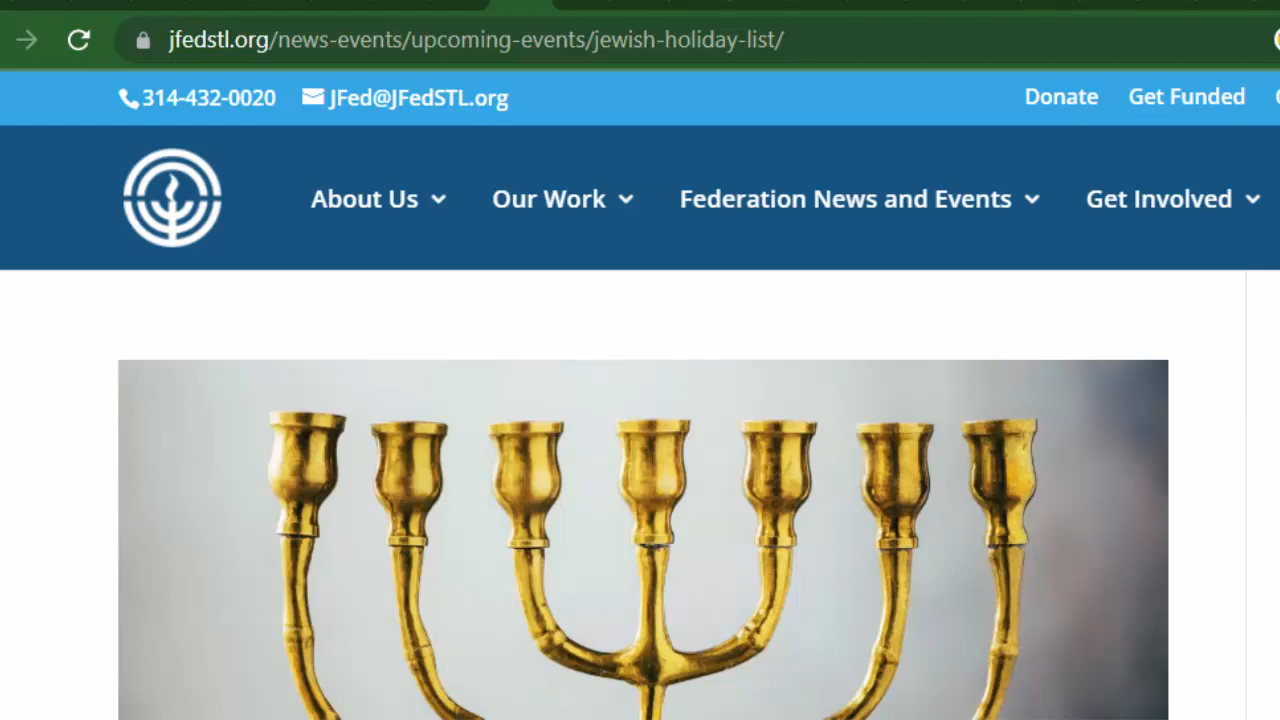 jfedstl.org/news-events/upcoming-events/jewish-holiday-list/
314-432-0020 JFed@JFedSTL.org Donate Get Funded
About Us Our Work Federation News and Events Get Involved